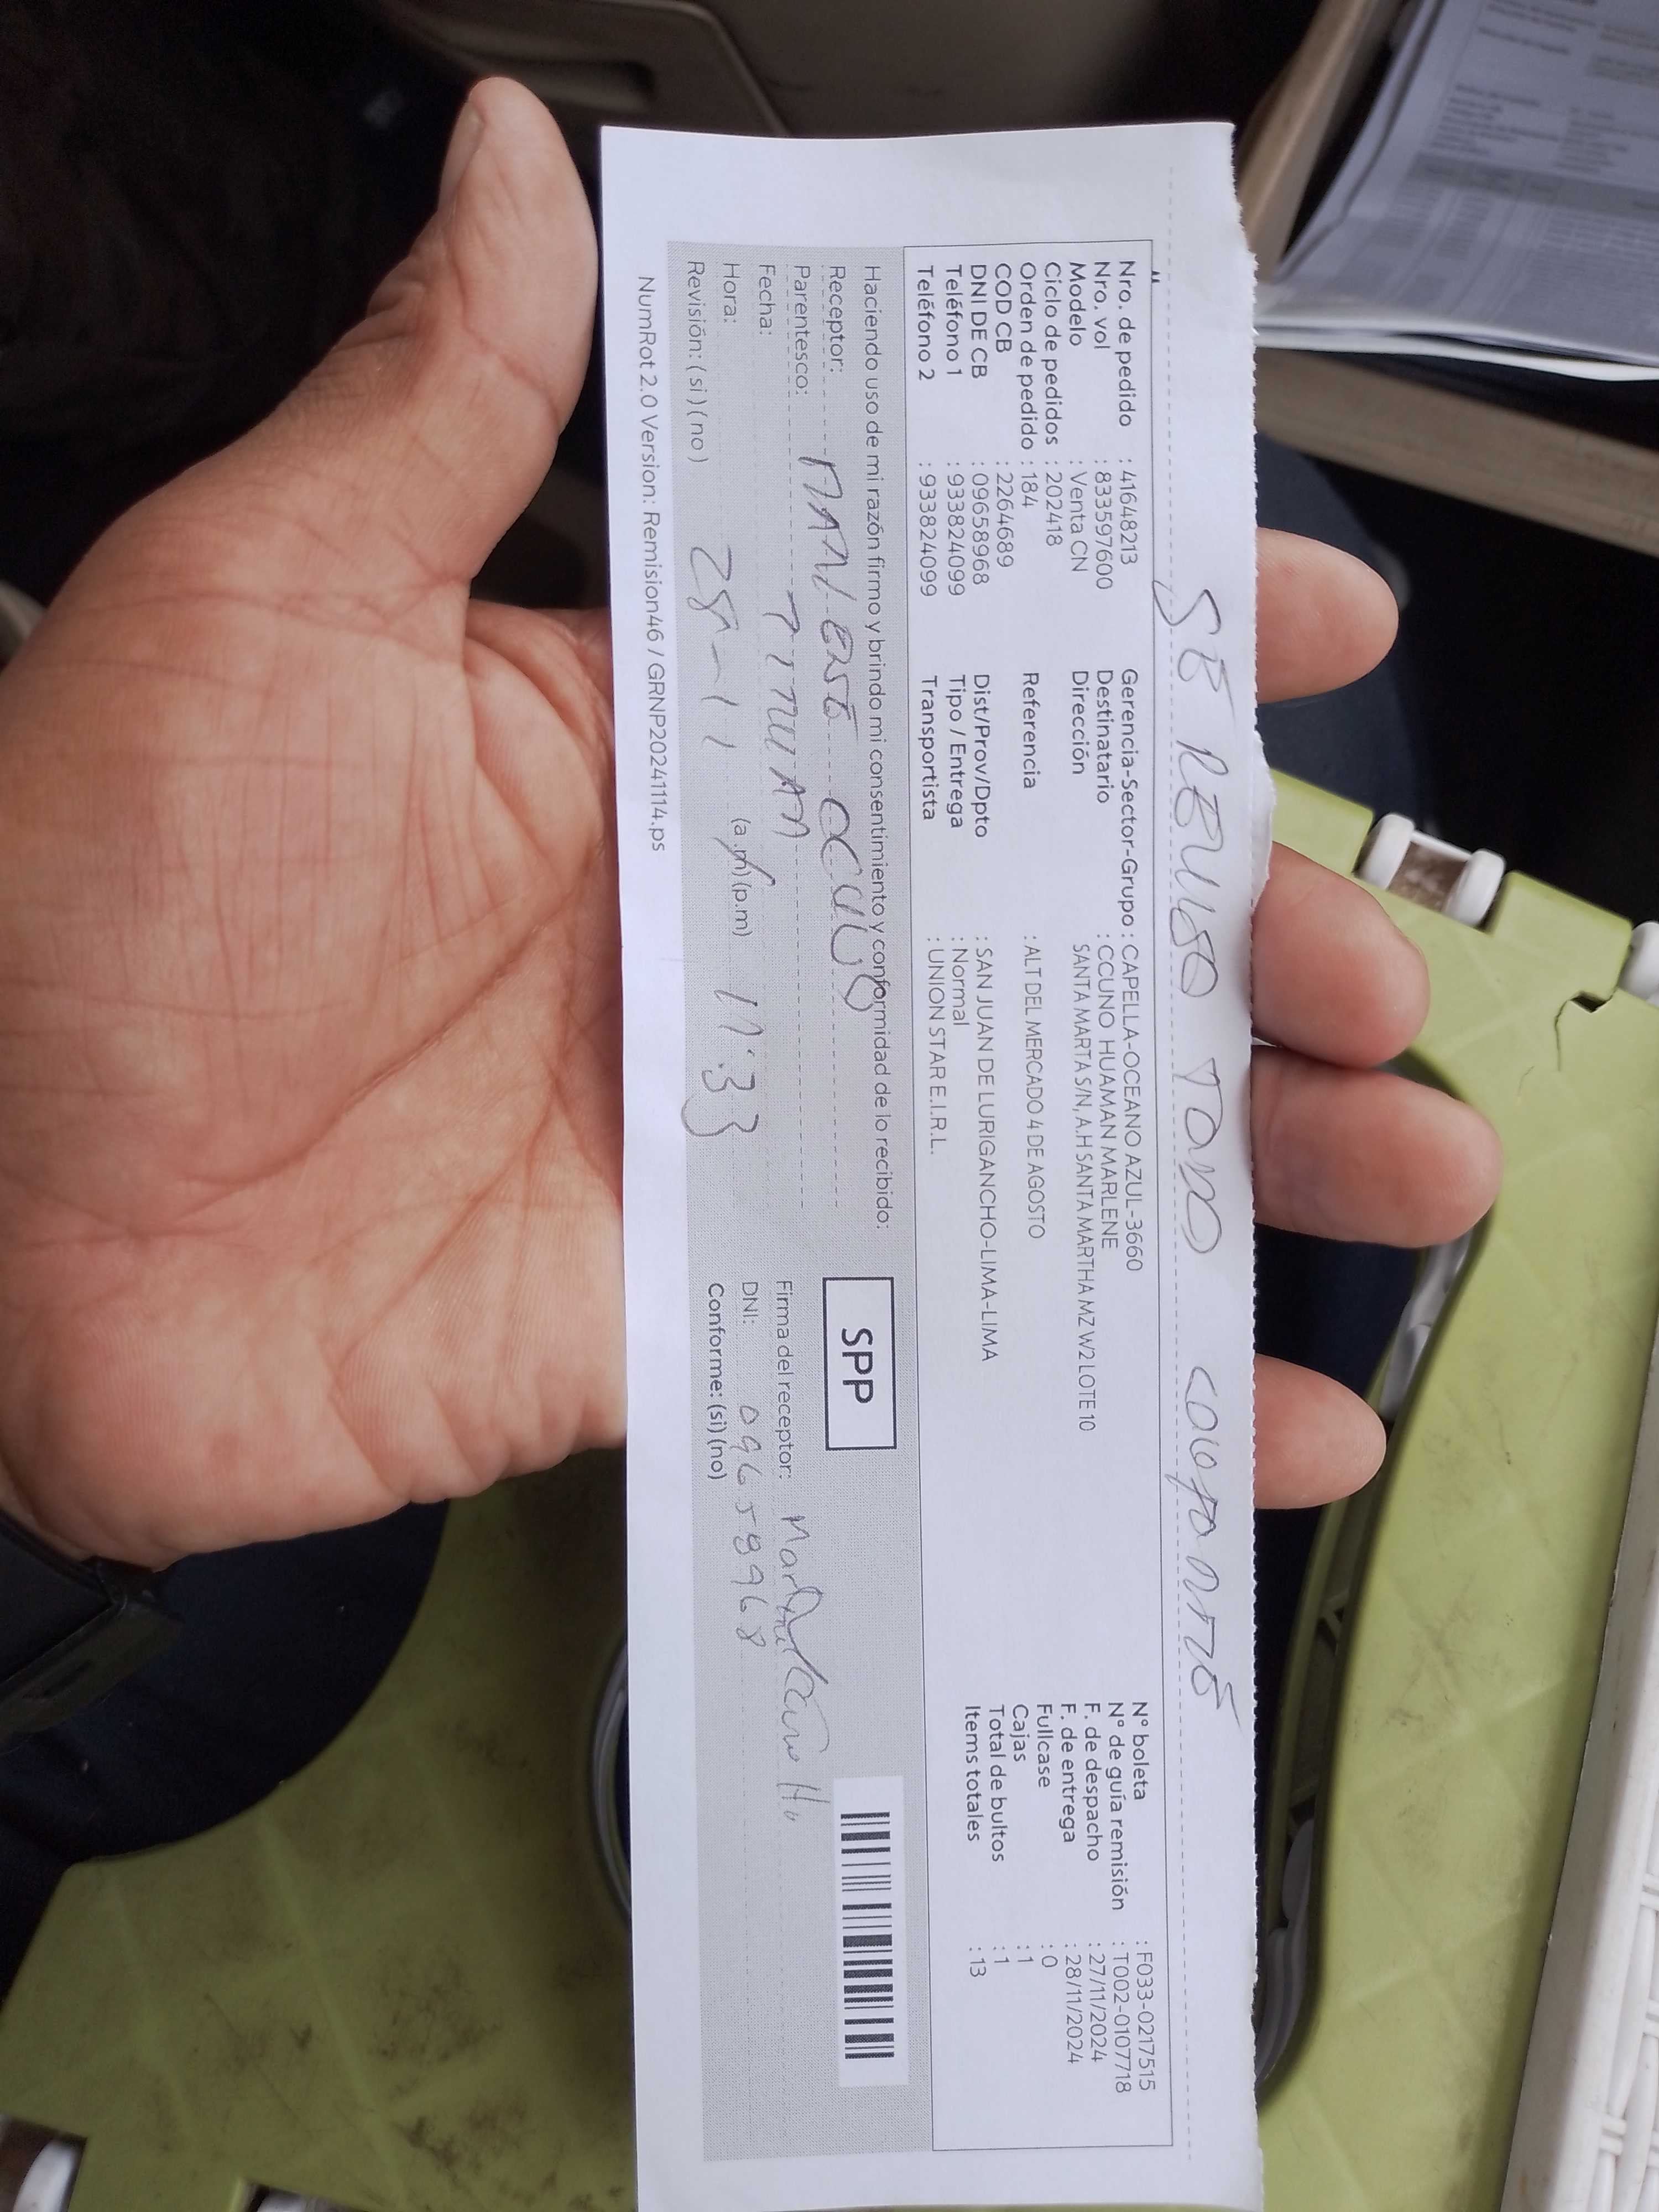 SE REVISO TODO CONFORME
Nro. de pedido : 41648213
Nro. vol : 833597600
Modelo : Venta CN
Ciclo de pedidos : 202418
Orden de pedido : 184
COD CB : 2264689
DNI DE CB : 09658968
Teléfono 1 : 933824099
Teléfono 2 : 933824099
Gerencia-Sector-Grupo : CAPELLA-OCEANO AZUL-3660
Destinatario : CCUNO HUAMAN MARLENE
Dirección SANTA MARTA S/N, A.H SANTA MARTHA MZ W2 LOTE 10
Referencia : ALT DEL MERCADO 4 DE AGOSTO
Dist/Prov/Dpto : SAN JUAN DE LURIGANCHO-LIMA-LIMA
Tipo / Entrega : Normal
Transportista : UNION STAR E.I.R.L.
N° boleta : F033-0217515
N° de guía remisión : T002-0107718
F. de despacho : 27/11/2024
F. de entrega : 28/11/2024
Fullcase : 0
Cajas : 1
Total de bultos : 1
Items totales : 13
Haciendo uso de mi razón firmo y brindo mi consentimiento y conformidad de lo recibido:
Receptor:
Parentesco: TITULAR
Fecha: 28-11
Hora: (a.m) (p.m) 11:33
Revisión: (si) (no)
SPP
Firma del receptor:
DNI: 09658968
Conforme: (si) (no)
NumRot 2.0 Version: Remision46 / GRNP20241114.ps